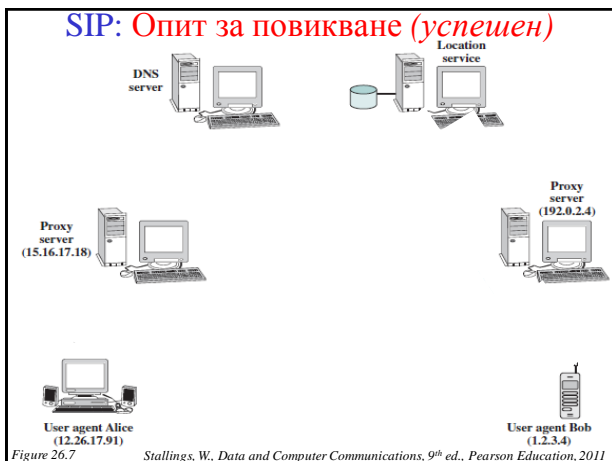 SIP: Опит за повикване (успешен)
DNS
server
Location
service
Proxy
server
(15.16.17.18)
Proxy
server
(192.0.2.4)
User agent Alice
(12.26.17.91)
User agent Bob
(1.2.3.4)
Figure 26.7 Stallings, W., Data and Computer Communications, 9th ed., Pearson Education, 2011